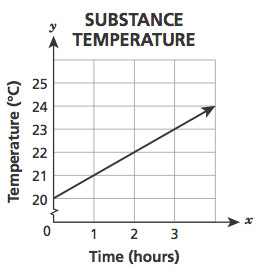 SUBSTANCE
TEMPERATURE
y
Temperature (°C)
25
24
23
22
21
20
0
1 2 3
x
Time (hours)